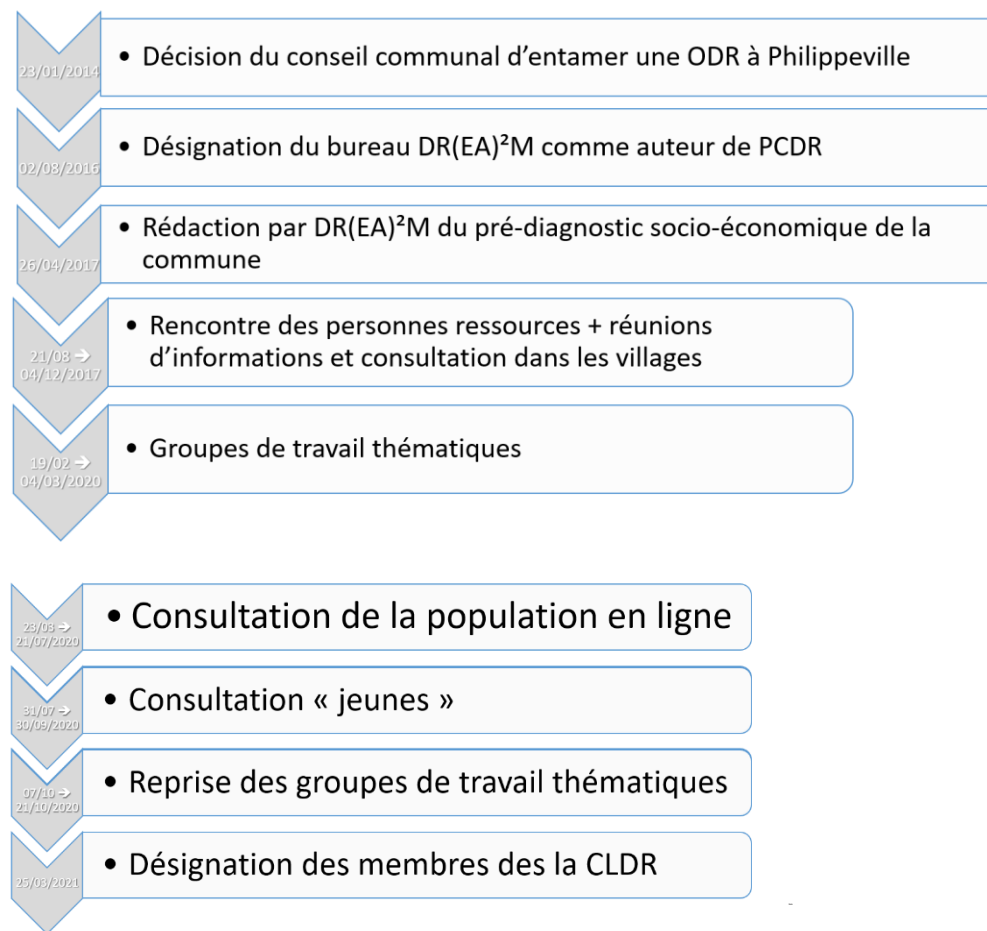 23/01/2014
• Décision du conseil communal d’entamer une ODR à Philippeville
02/08/2016
• Désignation du bureau DR(EA)²M comme auteur de PCDR
26/04/2017
• Rédaction par DR(EA)²M du pré-diagnostic socio-économique de la
commune
21/08 →
04/12/2017
• Rencontre des personnes ressources + réunions
d’informations et consultation dans les villages
19/02 →
04/03/2020
• Groupes de travail thématiques
23/03 →
21/07/2020
• Consultation de la population en ligne
31/07 →
30/09/2020
• Consultation « jeunes »
07/10 →
21/10/2020
• Reprise des groupes de travail thématiques
25/03/2021
• Désignation des membres des la CLDR